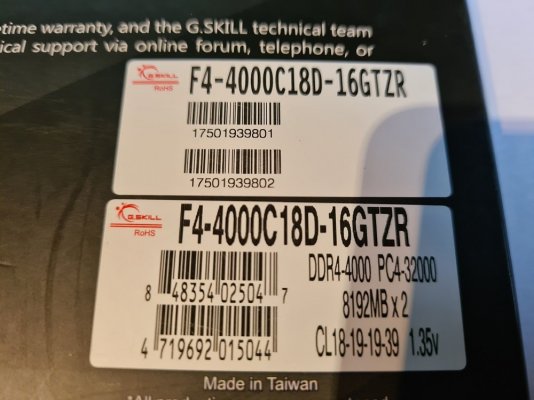 etime warranty, and the G.SKILL technical team
ical support via online forum, telephone, or
G.SKILL
RoHS
F4-4000C18D-16GTZR
17501939801
17501939802
G.SKILL
RoHS
F4-4000C18D-16GTZR
DDR4-4000 PC4-32000
8192MB x 2
CL18-19-19-39 1.35v
8 48354 02504 7
4 719692 015044
Made in Taiwan